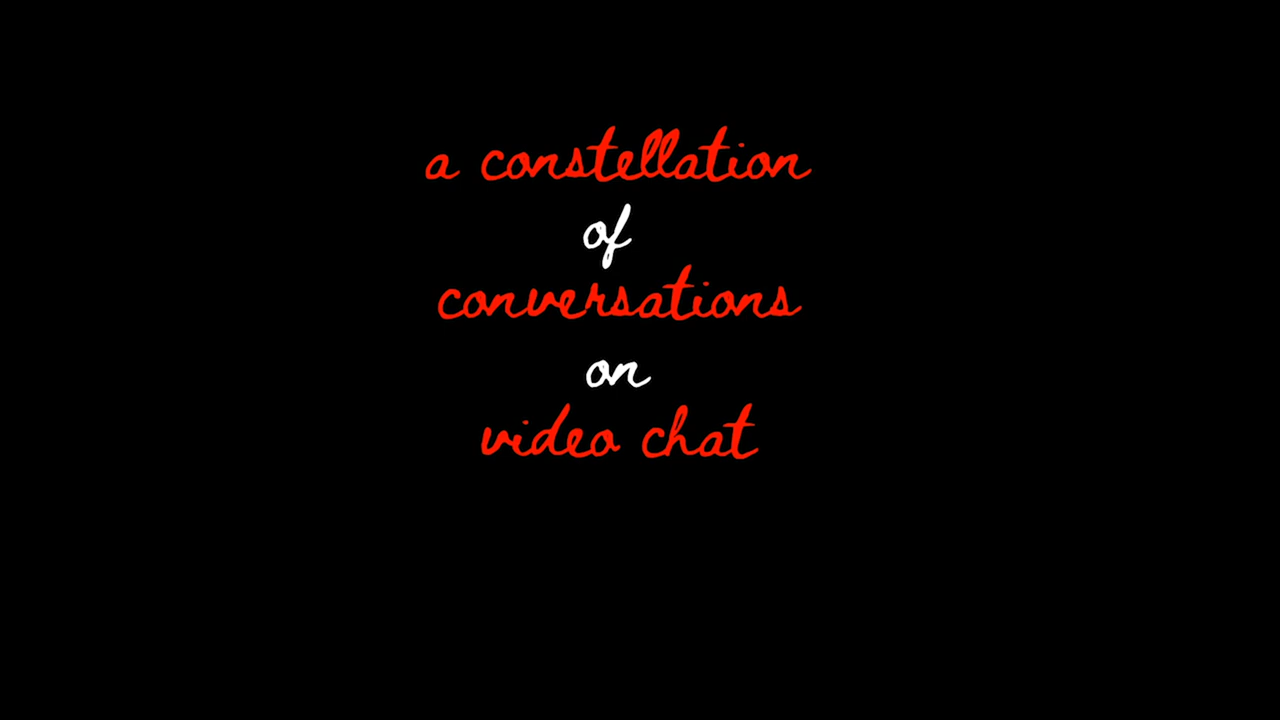 a constellation
of
conversations
on
video chat